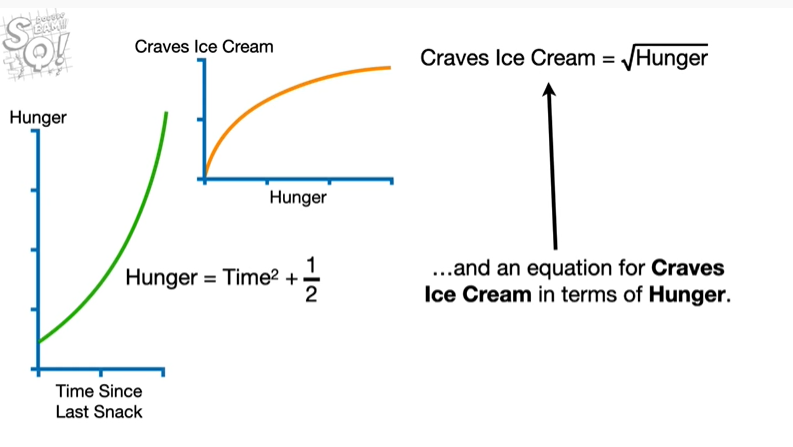 SQ!
Craves Ice Cream
Craves Ice Cream = √Hunger
Hunger
Hunger
Hunger = Time² + 1/2
...and an equation for Craves
Ice Cream in terms of Hunger.
Time Since
Last Snack